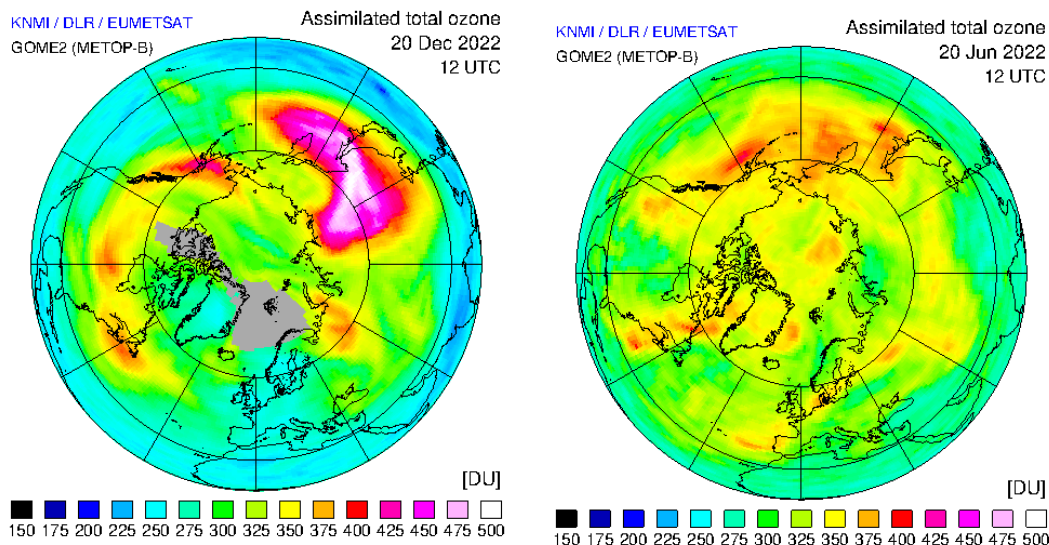 KNMI / DLR / EUMETSAT
GOME2 (METOP-B)
Assimilated total ozone
20 Dec 2022
12 UTC
[DU]
150 175 200 225 250 275 300 325 350 375 400 425 450 475 500
KNMI / DLR / EUMETSAT
GOME2 (METOP-B)
Assimilated total ozone
20 Jun 2022
12 UTC
[DU]
150 175 200 225 250 275 300 325 350 375 400 425 450 475 500